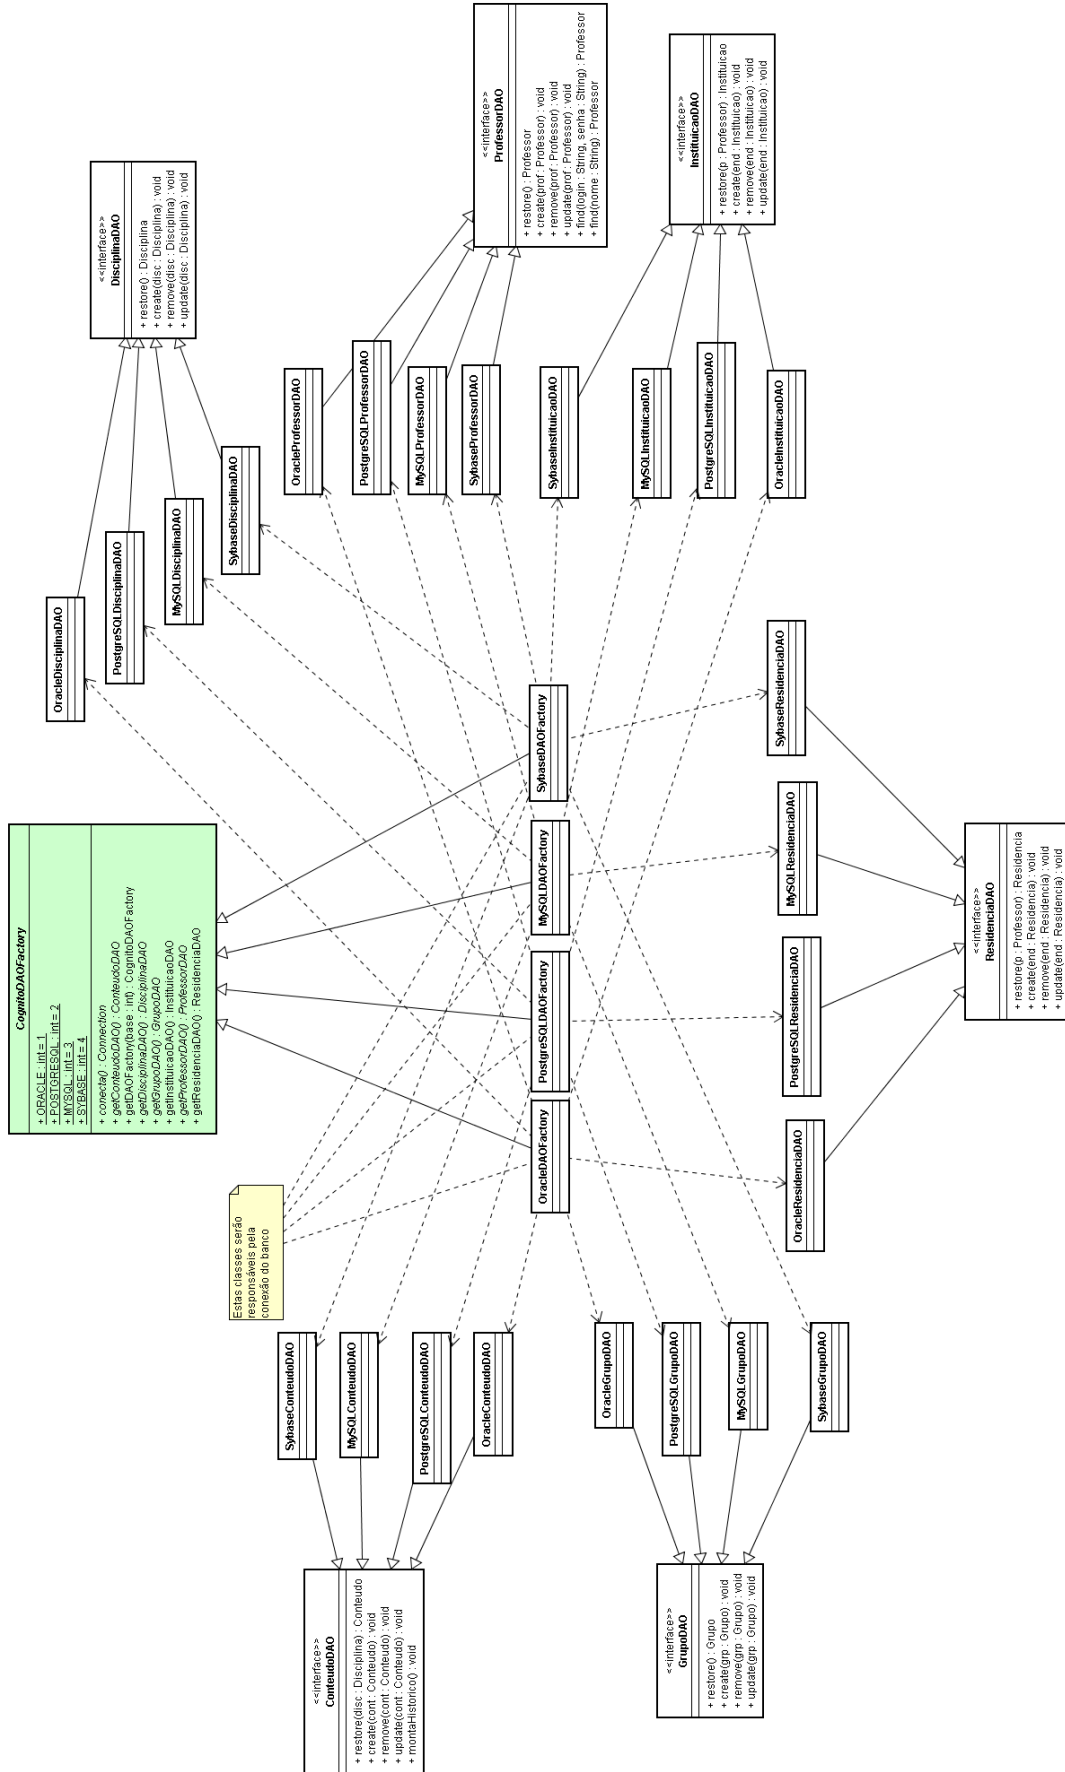 CognitoDAOFactory
+ ORACLE : int = 1
+ POSTGRESQL : int = 2
+ MYSQL : int = 3
+ SYBASE : int = 4
+ conecta() : Connection
+ getConteudoDAO() : ConteudoDAO
+ getDAOFactory(base : int) : CognitoDAOFactory
+ getDisciplinaDAO() : DisciplinaDAO
+ getGrupoDAO() : GrupoDAO
+ getInstituicaoDAO() : InstituicaoDAO
+ getProfessorDAO() : ProfessorDAO
+ getResidenciaDAO() : ResidenciaDAO
Estas classes serão
responsáveis pela
conexão do banco
<<interface>>
DisciplinaDAO
+ restore() : Disciplina
+ create(disc : Disciplina) : void
+ remove(disc : Disciplina) : void
+ update(disc : Disciplina) : void
OracleDisciplinaDAO
PostgreSQLDisciplinaDAO
MySQLDisciplinaDAO
SybaseDisciplinaDAO
<<interface>>
ProfessorDAO
+ restore() : Professor
+ create(prof : Professor) : void
+ remove(prof : Professor) : void
+ update(prof : Professor) : void
+ find(login : String, senha : String) : Professor
+ find(nome : String) : Professor
OracleProfessorDAO
PostgreSQLProfessorDAO
MySQLProfessorDAO
SybaseProfessorDAO
<<interface>>
InstituicaoDAO
+ restore(p : Professor) : Instituicao
+ create(end : Instituicao) : void
+ remove(end : Instituicao) : void
+ update(end : Instituicao) : void
SybaseInstituicaoDAO
MySQLInstituicaoDAO
PostgreSQLInstituicaoDAO
OracleInstituicaoDAO
OracleDAOFactory
PostgreSQLDAOFactory
MySQLDAOFactory
SybaseDAOFactory
SybaseConteudoDAO
MySQLConteudoDAO
PostgreSQLConteudoDAO
OracleConteudoDAO
<<interface>>
ConteudoDAO
+ restore(disc : Disciplina) : Conteudo
+ create(cont : Conteudo) : void
+ remove(cont : Conteudo) : void
+ update(cont : Conteudo) : void
+ montaHistorico() : void
OracleGrupoDAO
PostgreSQLGrupoDAO
MySQLGrupoDAO
SybaseGrupoDAO
<<interface>>
GrupoDAO
+ restore() : Grupo
+ create(grp : Grupo) : void
+ remove(grp : Grupo) : void
+ update(grp : Grupo) : void
OracleResidenciaDAO
PostgreSQLResidenciaDAO
MySQLResidenciaDAO
SybaseResidenciaDAO
<<interface>>
ResidenciaDAO
+ restore(p : Professor) : Residencia
+ create(end : Residencia) : void
+ remove(end : Residencia) : void
+ update(end : Residencia) : void